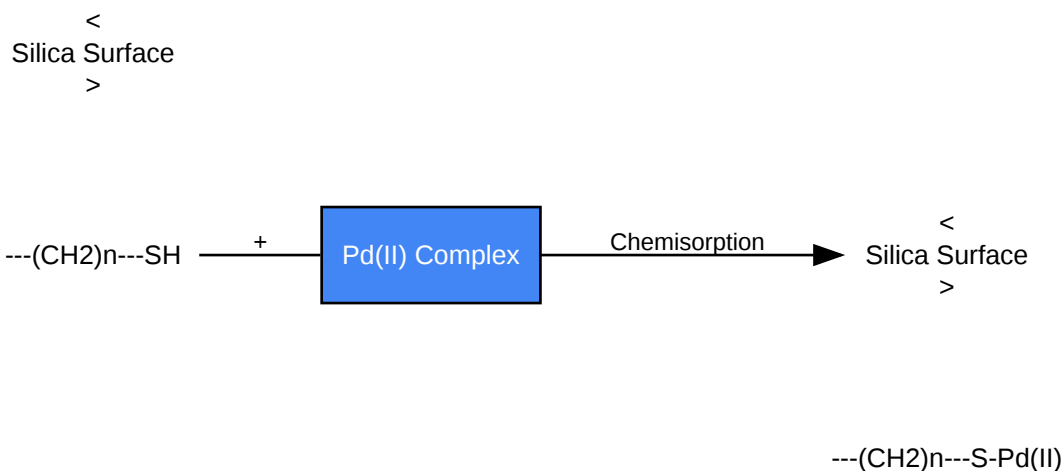 <
Silica Surface
>
---(CH2)n---SH
+
Pd(II) Complex
Chemisorption
<
Silica Surface
>
---(CH2)n---S-Pd(II)